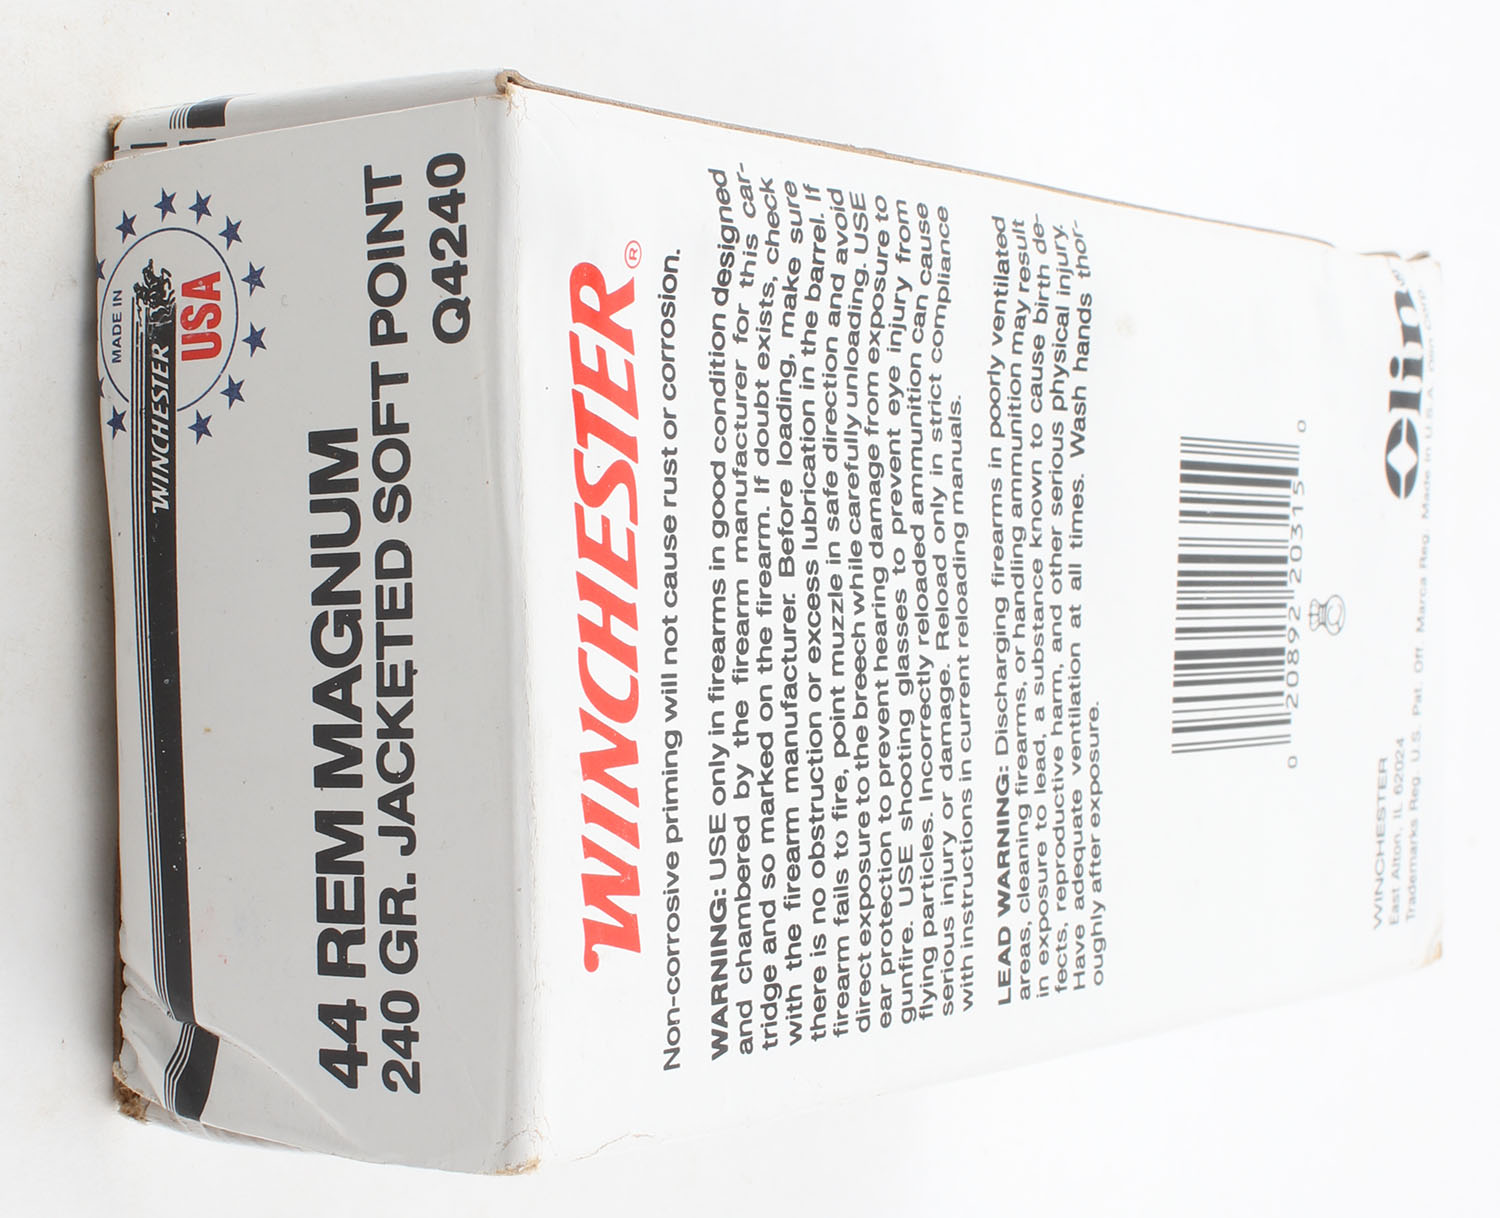 MADE IN
WINCHESTER
USA
44 REM MAGNUM
240 GR. JACKETED SOFT POINT
Q4240
WINCHESTER®
Non-corrosive priming will not cause rust or corrosion.
WARNING: USE only in firearms in good condition designed
and chambered by the firearm manufacturer for this car-
tridge and so marked on the firearm. If doubt exists, check
with the firearm manufacturer. Before loading, make sure
there is no obstruction or excess lubrication in the barrel. If
firearm fails to fire, point muzzle in safe direction and avoid
direct exposure to the breech while carefully unloading. USE
ear protection to prevent hearing damage from exposure to
gunfire. USE shooting glasses to prevent eye injury from
flying particles. Incorrectly reloaded ammunition can cause
serious injury or damage. Reload only in strict compliance
with instructions in current reloading manuals.
LEAD WARNING: Discharging firearms in poorly ventilated
areas, cleaning firearms, or handling ammunition may result
in exposure to lead, a substance known to cause birth de-
fects, reproductive harm, and other serious physical injury.
Have adequate ventilation at all times. Wash hands thor-
oughly after exposure.
0 20892 20315 0
WINCHESTER
East Alton, IL 62024
Olin®
Trademarks Reg. U.S. Pat. Off. Marca Reg. Made in U.S.A. Olin Corp.